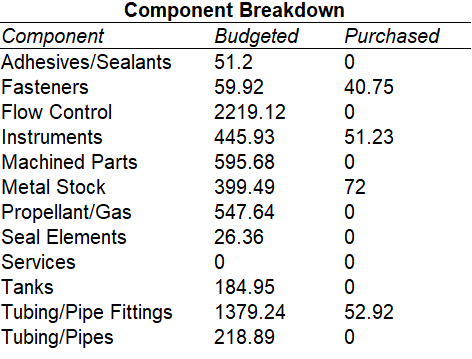 Component Breakdown
Component Budgeted Purchased
Adhesives/Sealants 51.2 0
Fasteners 59.92 40.75
Flow Control 2219.12 0
Instruments 445.93 51.23
Machined Parts 595.68 0
Metal Stock 399.49 72
Propellant/Gas 547.64 0
Seal Elements 26.36 0
Services 0 0
Tanks 184.95 0
Tubing/Pipe Fittings 1379.24 52.92
Tubing/Pipes 218.89 0